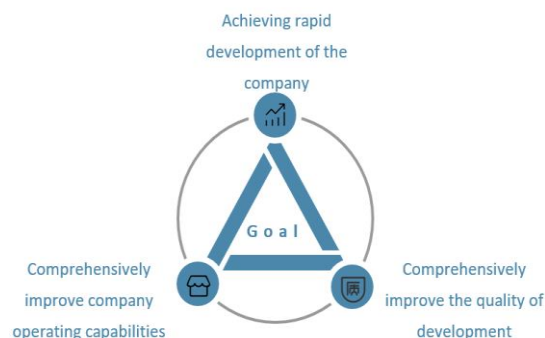 Achieving rapid
development of the
company
Goal
Comprehensively
improve company
operating capabilities
Comprehensively
improve the quality of
development